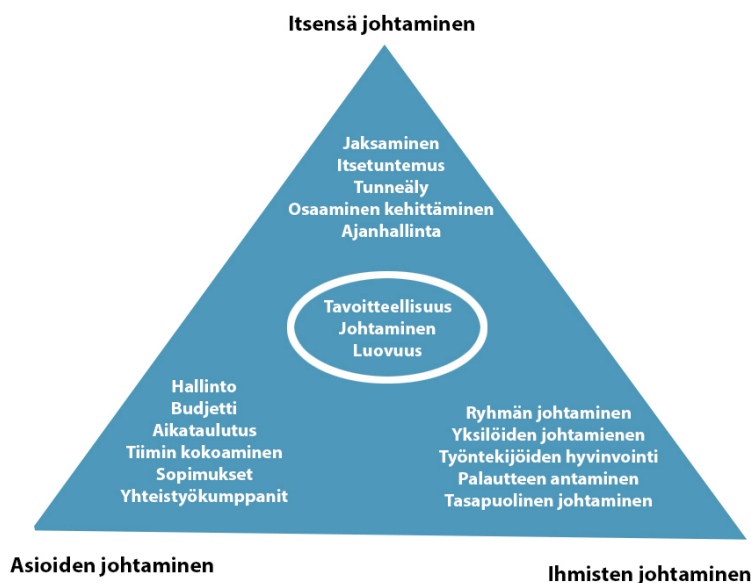 Itsensä johtaminen
Jaksaminen
Itsetuntemus
Tunneäly
Osaaminen kehittäminen
Ajanhallinta
Tavoitteellisuus
Johtaminen
Luovuus
Hallinto
Budjetti
Aikataulutus
Tiimin kokoaminen
Sopimukset
Yhteistyökumppanit
Ryhmän johtaminen
Yksilöiden johtamienen
Työntekijöiden hyvinvointi
Palautteen antaminen
Tasapuolinen johtaminen
Asioiden johtaminen
Ihmisten johtaminen